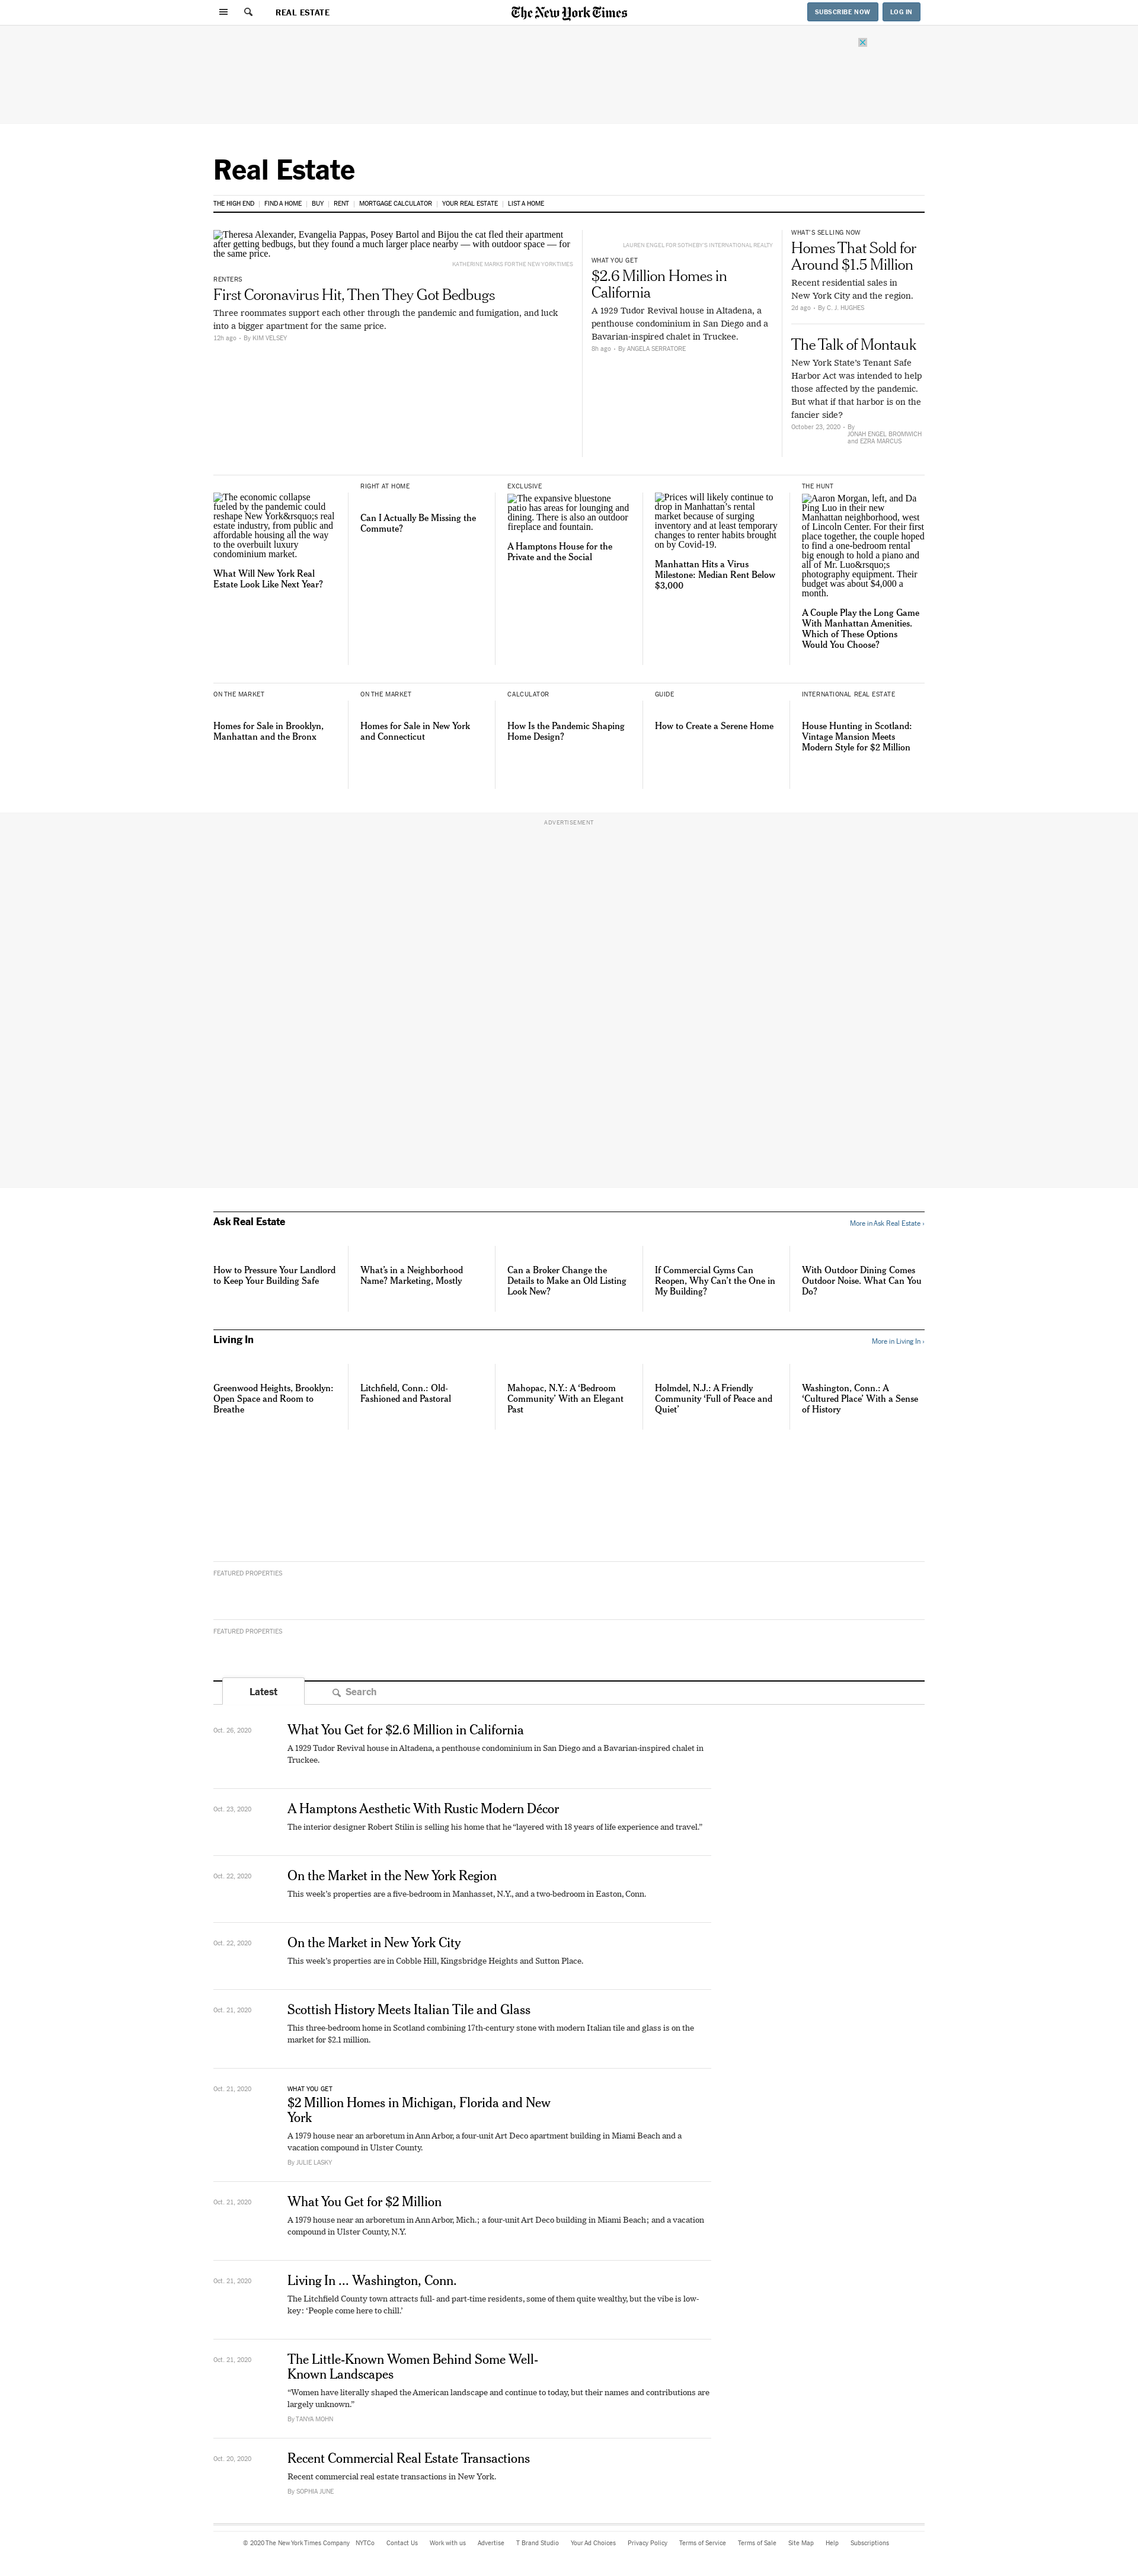 REAL ESTATE
The New York Times
SUBSCRIBE NOW
LOG IN
Real Estate
THE HIGH END
FIND A HOME
BUY
RENT
MORTGAGE CALCULATOR
YOUR REAL ESTATE
LIST A HOME
Theresa Alexander, Evangelia Pappas, Posey Bartol and Bijou the cat fled their apartment
after getting bedbugs, but they found a much larger place nearby — with outdoor space — for
the same price.
KATHERINE MARKS FOR THE NEW YORK TIMES
RENTERS
First Coronavirus Hit, Then They Got Bedbugs
Three roommates support each other through the pandemic and fumigation, and luck
into a bigger apartment for the same price.
12h ago - By KIM VELSEY
LAUREN ENGEL FOR SOTHEBY'S INTERNATIONAL REALTY
WHAT YOU GET
$2.6 Million Homes in
California
A 1929 Tudor Revival house in Altadena, a
penthouse condominium in San Diego and a
Bavarian-inspired chalet in Truckee.
8h ago - By ANGELA SERRATORE
WHAT'S SELLING NOW
Homes That Sold for
Around $1.5 Million
Recent residential sales in
New York City and the region.
2d ago - By C. J. HUGHES
The Talk of Montauk
New York State’s Tenant Safe
Harbor Act was intended to help
those affected by the pandemic.
But what if that harbor is on the
fancier side?
October 23, 2020 - By
JONAH ENGEL BROMWICH
and EZRA MARCUS
The economic collapse
fueled by the pandemic could
reshape New York&rsquo;s real
estate industry, from public and
affordable housing all the way
to the overbuilt luxury
condominium market.
What Will New York Real
Estate Look Like Next Year?
RIGHT AT HOME
Can I Actually Be Missing the
Commute?
EXCLUSIVE
The expansive bluestone
patio has areas for lounging and
dining. There is also an outdoor
fireplace and fountain.
A Hamptons House for the
Private and the Social
Prices will likely continue to
drop in Manhattan’s rental
market because of surging
inventory and at least temporary
changes to renter habits brought
on by Covid-19.
Manhattan Hits a Virus
Milestone: Median Rent Below
$3,000
THE HUNT
Aaron Morgan, left, and Da
Ping Luo in their new
Manhattan neighborhood, west
of Lincoln Center. For their first
place together, the couple hoped
to find a one-bedroom rental
big enough to hold a piano and
all of Mr. Luo&rsquo;s
photography equipment. Their
budget was about $4,000 a
month.
A Couple Play the Long Game
With Manhattan Amenities.
Which of These Options
Would You Choose?
ON THE MARKET
Homes for Sale in Brooklyn,
Manhattan and the Bronx
ON THE MARKET
Homes for Sale in New York
and Connecticut
CALCULATOR
How Is the Pandemic Shaping
Home Design?
GUIDE
How to Create a Serene Home
INTERNATIONAL REAL ESTATE
House Hunting in Scotland:
Vintage Mansion Meets
Modern Style for $2 Million
ADVERTISEMENT
Ask Real Estate
More in Ask Real Estate ›
How to Pressure Your Landlord
to Keep Your Building Safe
What’s in a Neighborhood
Name? Marketing, Mostly
Can a Broker Change the
Details to Make an Old Listing
Look New?
If Commercial Gyms Can
Reopen, Why Can’t the One in
My Building?
With Outdoor Dining Comes
Outdoor Noise. What Can You
Do?
Living In
More in Living In ›
Greenwood Heights, Brooklyn:
Open Space and Room to
Breathe
Litchfield, Conn.: Old-
Fashioned and Pastoral
Mahopac, N.Y.: A ‘Bedroom
Community’ With an Elegant
Past
Holmdel, N.J.: A Friendly
Community ‘Full of Peace and
Quiet’
Washington, Conn.: A
‘Cultured Place’ With a Sense
of History
FEATURED PROPERTIES
FEATURED PROPERTIES
Latest
Search
Oct. 26, 2020
What You Get for $2.6 Million in California
A 1929 Tudor Revival house in Altadena, a penthouse condominium in San Diego and a Bavarian-inspired chalet in
Truckee.
Oct. 23, 2020
A Hamptons Aesthetic With Rustic Modern Décor
The interior designer Robert Stilin is selling his home that he “layered with 18 years of life experience and travel.”
Oct. 22, 2020
On the Market in the New York Region
This week’s properties are a five-bedroom in Manhasset, N.Y., and a two-bedroom in Easton, Conn.
Oct. 22, 2020
On the Market in New York City
This week’s properties are in Cobble Hill, Kingsbridge Heights and Sutton Place.
Oct. 21, 2020
Scottish History Meets Italian Tile and Glass
This three-bedroom home in Scotland combining 17th-century stone with modern Italian tile and glass is on the
market for $2.1 million.
Oct. 21, 2020
WHAT YOU GET
$2 Million Homes in Michigan, Florida and New
York
A 1979 house near an arboretum in Ann Arbor, a four-unit Art Deco apartment building in Miami Beach and a
vacation compound in Ulster County.
By JULIE LASKY
Oct. 21, 2020
What You Get for $2 Million
A 1979 house near an arboretum in Ann Arbor, Mich.; a four-unit Art Deco building in Miami Beach; and a vacation
compound in Ulster County, N.Y.
Oct. 21, 2020
Living In ... Washington, Conn.
The Litchfield County town attracts full- and part-time residents, some of them quite wealthy, but the vibe is low-
key: ‘People come here to chill.’
Oct. 21, 2020
The Little-Known Women Behind Some Well-
Known Landscapes
“Women have literally shaped the American landscape and continue to today, but their names and contributions are
largely unknown.”
By TANYA MOHN
Oct. 20, 2020
Recent Commercial Real Estate Transactions
Recent commercial real estate transactions in New York.
By SOPHIA JUNE
© 2020 The New York Times Company
NYTCo
Contact Us
Work with us
Advertise
T Brand Studio
Your Ad Choices
Privacy Policy
Terms of Service
Terms of Sale
Site Map
Help
Subscriptions